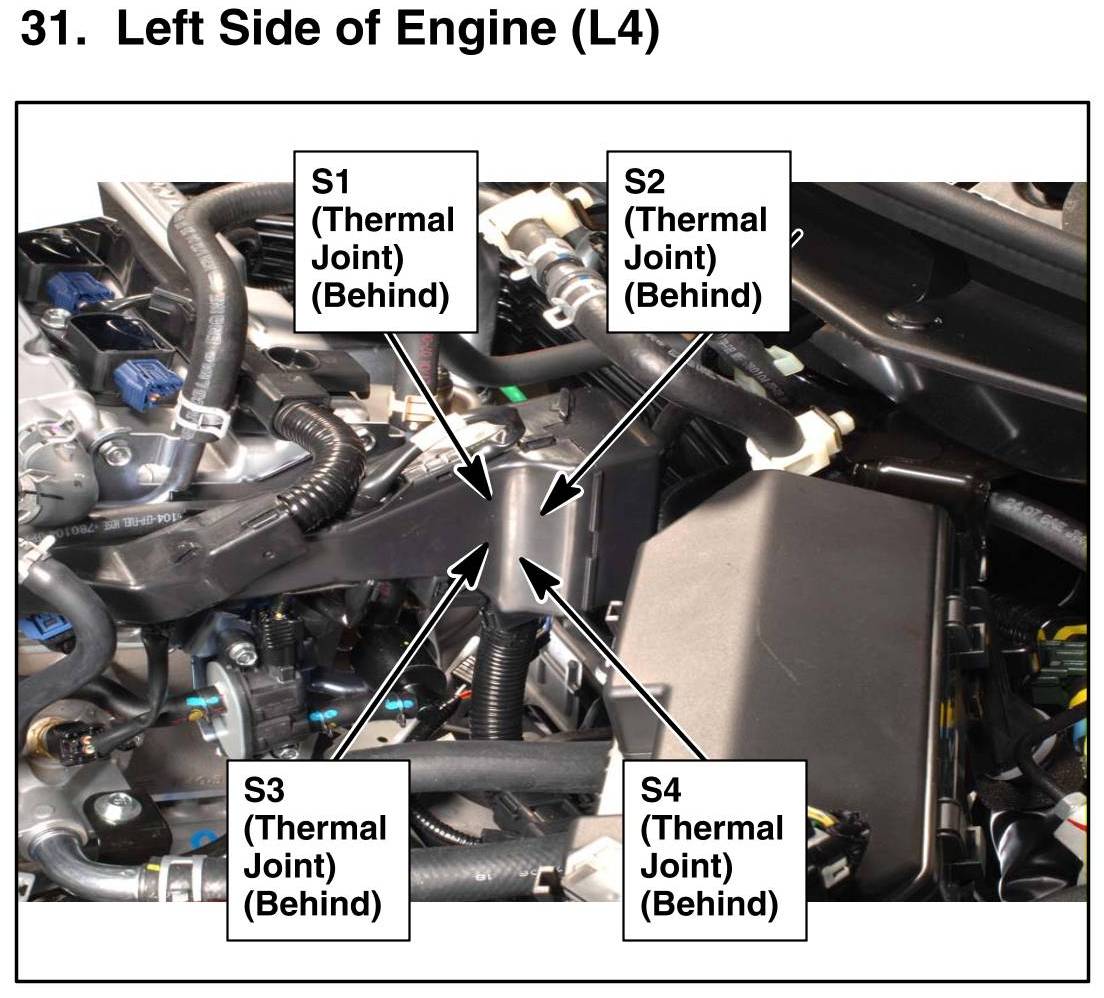 31. Left Side of Engine (L4)
S1
(Thermal
Joint)
(Behind)
S2
(Thermal
Joint)
(Behind)
S3
(Thermal
Joint)
(Behind)
S4
(Thermal
Joint)
(Behind)